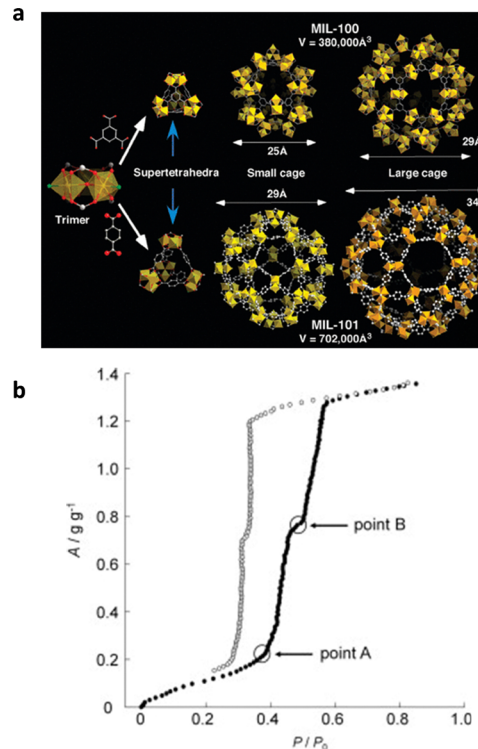 a
MIL-100
V = 380,000Å³
Trimer
Supertetrahedra
25Å
29Å
Small cage
Large cage
29Å
34
MIL-101
V = 702,000Å³
b
1.4
1.2
1.0
0.8
0.6
0.4
0.2
0
A / g g⁻¹
point B
point A
0 0.2 0.4 0.6 0.8 1.0
P / P₀